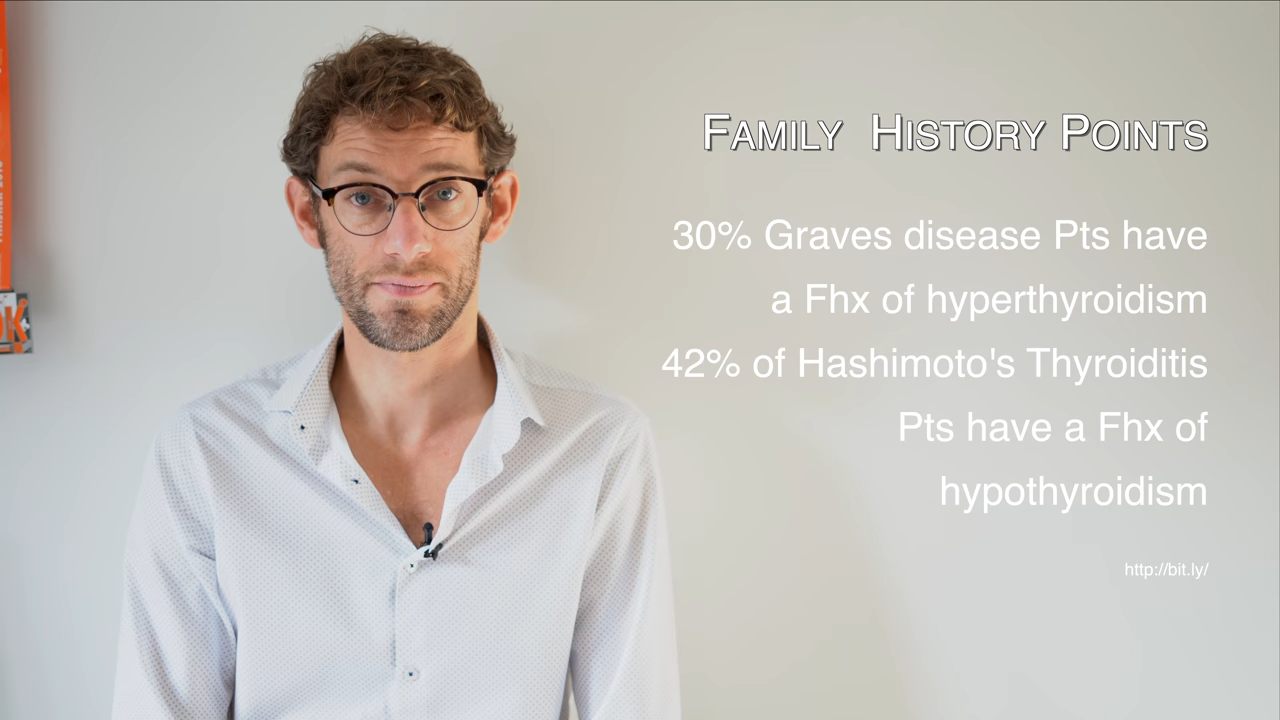 FAMILY HISTORY POINTS
30% Graves disease Pts have
a Fhx of hyperthyroidism
42% of Hashimoto's Thyroiditis
Pts have a Fhx of
hypothyroidism
http://bit.ly/